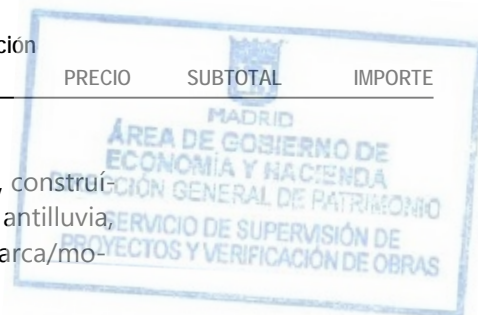 ción
PRECIO SUBTOTAL IMPORTE
MADRID
ÁREA DE GOBIERNO DE
ECONOMÍA Y HACIENDA
, construí-
DIRECCIÓN GENERAL DE PATRIMONIO
antilluvia,
SERVICIO DE SUPERVISIÓN DE
arca/mo-
PROYECTOS Y VERIFICACIÓN DE OBRAS